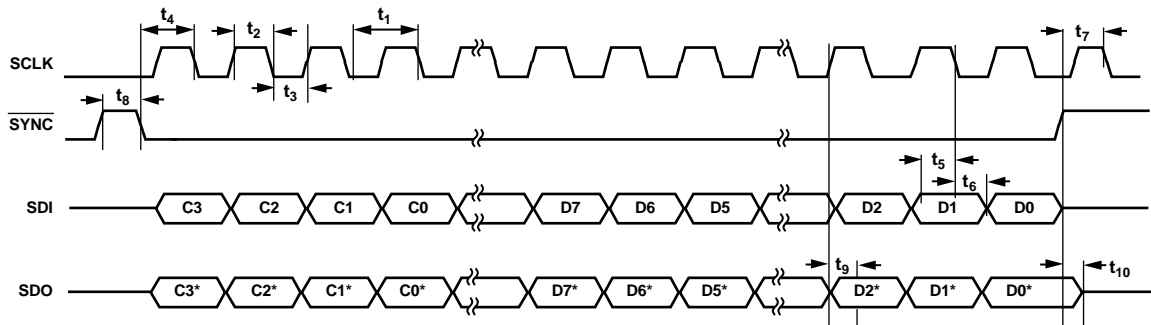 t4 t2 t1 t7
SCLK
t8 t3
SYNC
t5
t6
SDI C3 C2 C1 C0 D7 D6 D5 D2 D1 D0
t9 t10
SDO C3* C2* C1* C0* D7* D6* D5* D2* D1* D0*